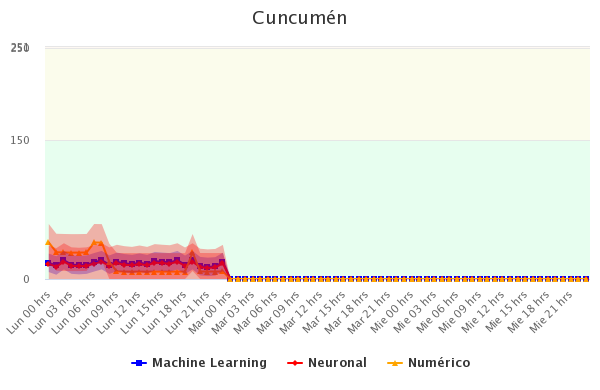 Cuncumén
250
150
0
Lun 00 hrs
Lun 03 hrs
Lun 06 hrs
Lun 09 hrs
Lun 12 hrs
Lun 15 hrs
Lun 18 hrs
Lun 21 hrs
Mar 00 hrs
Mar 03 hrs
Mar 06 hrs
Mar 09 hrs
Mar 12 hrs
Mar 15 hrs
Mar 18 hrs
Mar 21 hrs
Mie 00 hrs
Mie 03 hrs
Mie 06 hrs
Mie 09 hrs
Mie 12 hrs
Mie 15 hrs
Mie 18 hrs
Mie 21 hrs
Machine Learning Neuronal Numérico